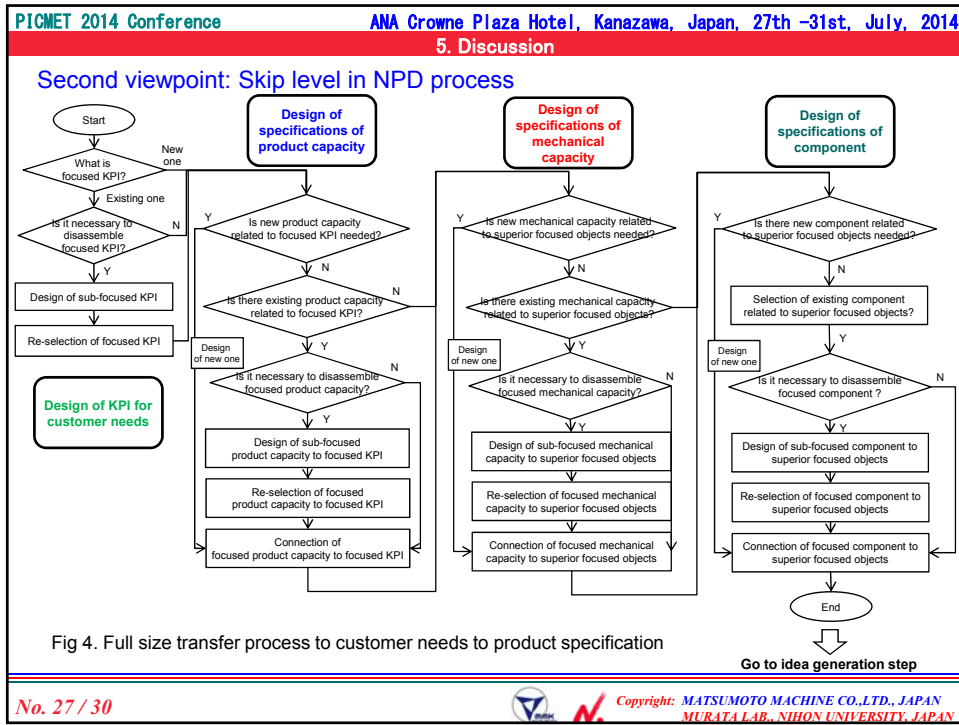 PICMET 2014 Conference
ANA Crowne Plaza Hotel, Kanazawa, Japan, 27th –31st, July, 2014
5. Discussion
Second viewpoint: Skip level in NPD process
Start
What is
focused KPI?
New
one
Existing one
Is it necessary to
disassemble
focused KPI?
N
Y
Design of sub-focused KPI
Re-selection of focused KPI
Design of KPI for
customer needs
Design of
specifications of
product capacity
Y
Is new product capacity
related to focused KPI needed?
N
Is there existing product capacity
related to focused KPI?
N
Y
Design
of new one
Is it necessary to disassemble
focused product capacity?
N
Y
Design of sub-focused
product capacity to focused KPI
Re-selection of focused
product capacity to focused KPI
Connection of
focused product capacity to focused KPI
Design of
specifications of
mechanical
capacity
Y
Is new mechanical capacity related
to superior focused objects needed?
N
Is there existing mechanical capacity
related to superior focused objects?
Y
Design
of new one
Is it necessary to disassemble
focused mechanical capacity?
N
Y
Design of sub-focused mechanical
capacity to superior focused objects
Re-selection of focused mechanical
capacity to superior focused objects
Connection of focused mechanical
capacity to superior focused objects
Design of
specifications of
component
Y
Is there new component related
to superior focused objects needed?
N
Selection of existing component
related to superior focused objects?
Y
Design
of new one
Is it necessary to disassemble
focused component ?
N
Y
Design of sub-focused component to
superior focused objects
Re-selection of focused component to
superior focused objects
Connection of focused component to
superior focused objects
End
Go to idea generation step
Fig 4. Full size transfer process to customer needs to product specification
No. 27 / 30
Copyright: MATSUMOTO MACHINE CO.,LTD., JAPAN
MURATA LAB., NIHON UNIVERSITY, JAPAN